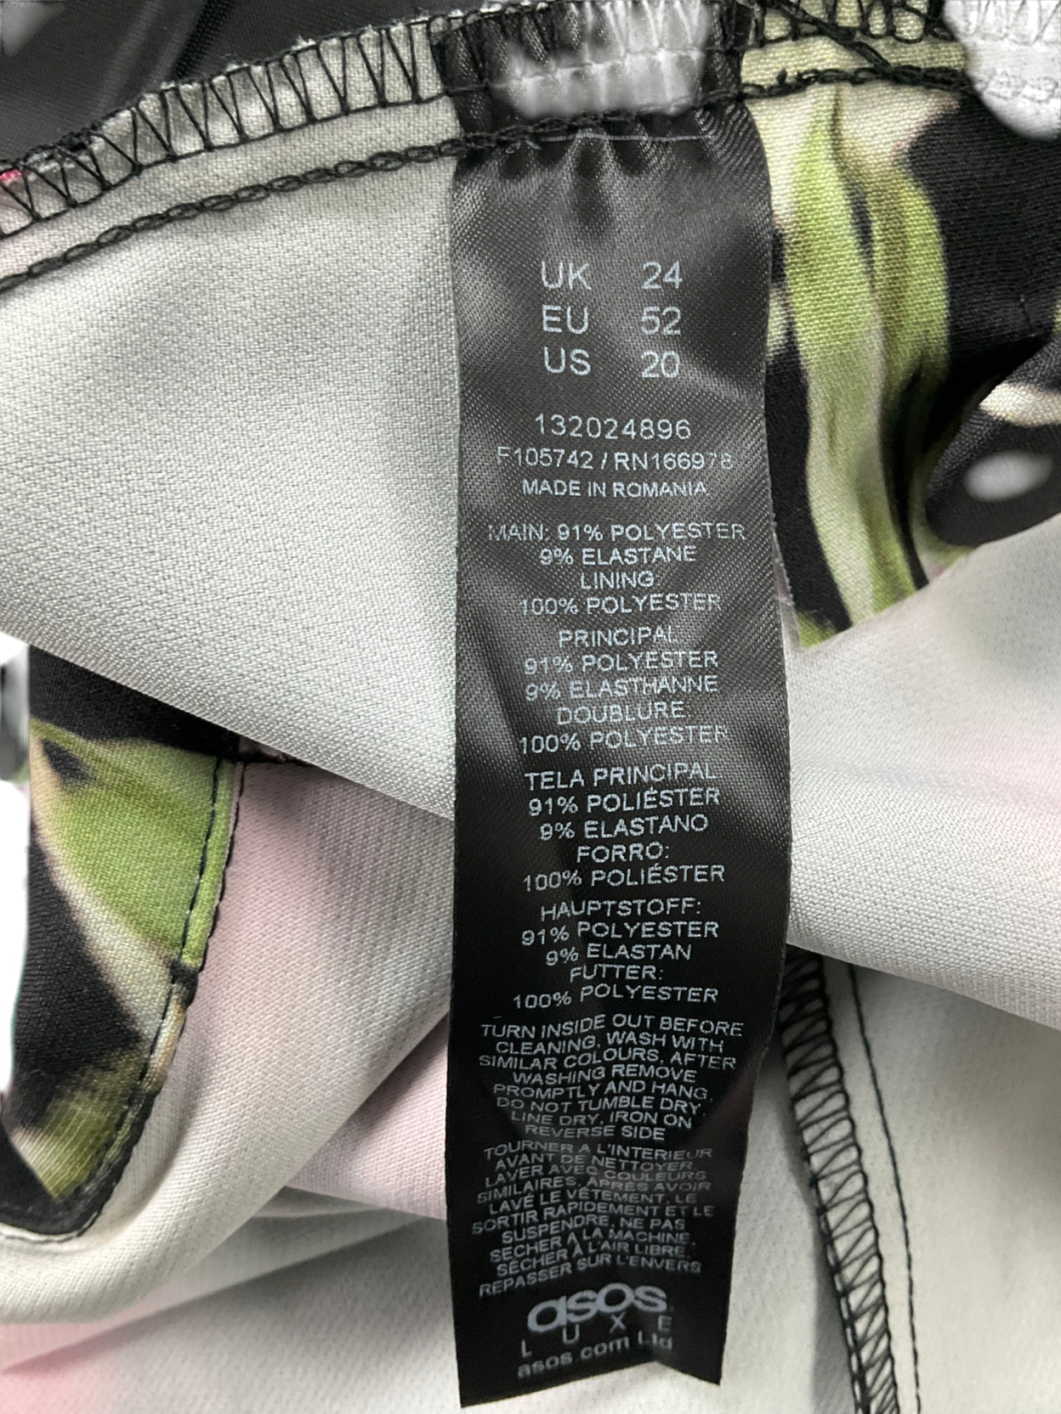 UK 24
EU 52
US 20
132024896
F105742 / RN166978
MADE IN ROMANIA
MAIN: 91% POLYESTER
9% ELASTANE
LINING:
100% POLYESTER
PRINCIPAL
91% POLYESTER
9% ELASTHANNE
DOUBLURE
100% POLYESTER
TELA PRINCIPAL
91% POLIÉSTER
9% ELASTANO
FORRO:
100% POLIÉSTER
HAUPTSTOFF:
91% POLYESTER
9% ELASTAN
FUTTER:
100% POLYESTER
TURN INSIDE OUT BEFORE
CLEANING, WASH WITH
SIMILAR COLOURS, AFTER
WASHING REMOVE
PROMPTLY AND HANG,
DO NOT TUMBLE DRY,
LINE DRY, IRON ON
REVERSE SIDE
TOURNER A L'INTERIEUR
AVANT DE NETTOYER
LAVER AVEC COULEURS
SIMILAIRES, APRÈS AVOIR
LAVÉ LE VÊTEMENT, LE
SORTIR RAPIDEMENT ET LE
SUSPENDRE, NE PAS
SÉCHER À LA MACHINE,
SÉCHER À L'AIR LIBRE,
REPASSER SUR L'ENVERS
asos
LUXE
asos.com Ltd